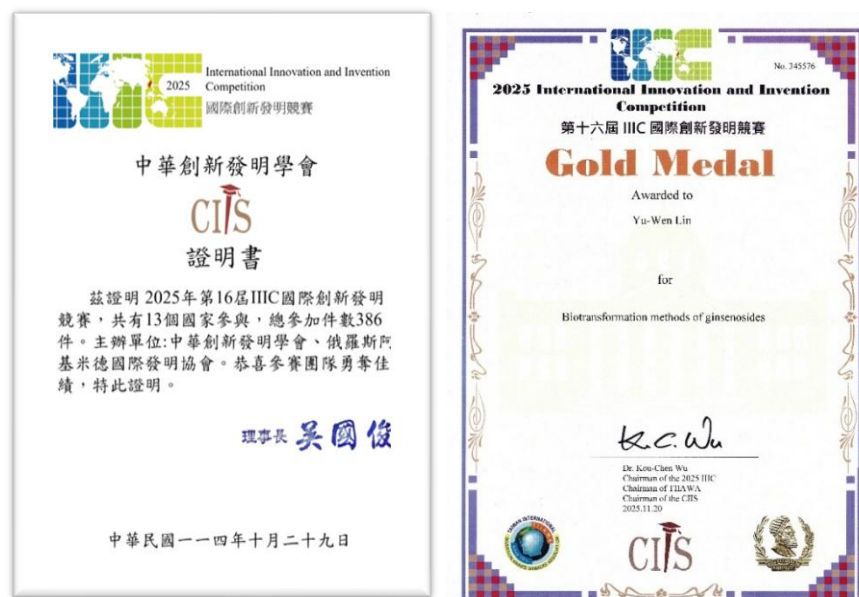 IIIC
2025
International Innovation and Invention
Competition
國際創新發明競賽
中華創新發明學會
CIIS
證明書
茲證明 2025年第16屆IIIC國際創新發明
競賽，共有13個國家參與，總參加件數386
件。主辦單位:中華創新發明學會、俄羅斯阿
基米德國際發明協會。恭喜參賽團隊勇奪佳
績，特此證明。
理事長 吳國俊
中華民國一一四年十月二十九日
IIIC
No. 345576
2025 International Innovation and Invention
Competition
第十六屆 IIIC 國際創新發明競賽
Gold Medal
Awarded to
Yu-Wen Lin
for
Biotransformation methods of ginsenosides
K.C. Wu
Dr. Kou-Chen Wu
Chairman of the 2025 IIIC
Chairman of TIIAWA
Chairman of the CIIS
2025.11.20
TAIWAN INTERNATIONAL
CIIS